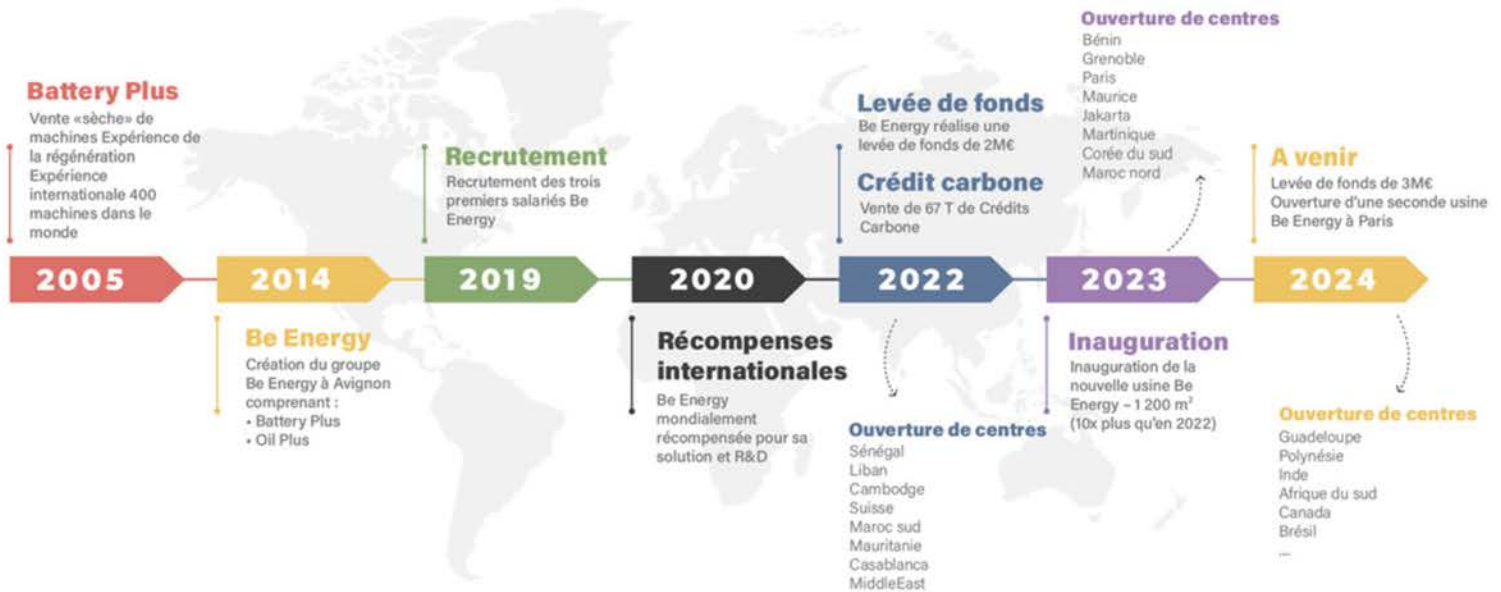 Battery Plus
Vente «sèche» de
machines Expérience de
la régénération
Expérience
internationale 400
machines dans le
monde
2005
2014
Be Energy
Création du groupe
Be Energy à Avignon
comprenant :
• Battery Plus
• Oil Plus
Recrutement
Recrutement des trois
premiers salariés Be
Energy
2019
2020
Récompenses
internationales
Be Energy
mondialement
récompensée pour sa
solution et R&D
Levée de fonds
Be Energy réalise une
levée de fonds de 2M€
Crédit carbone
Vente de 67 T de Crédits
Carbone
2022
Ouverture de centres
Sénégal
Liban
Cambodge
Suisse
Maroc sud
Mauritanie
Casablanca
MiddleEast
Ouverture de centres
Bénin
Grenoble
Paris
Maurice
Jakarta
Martinique
Corée du sud
Maroc nord
2023
Inauguration
Inauguration de la
nouvelle usine Be
Energy ~ 1 200 m²
(10x plus qu'en 2022)
A venir
Levée de fonds de 3M€
Ouverture d'une seconde usine
Be Energy à Paris
2024
Ouverture de centres
Guadeloupe
Polynésie
Inde
Afrique du sud
Canada
Brésil
...